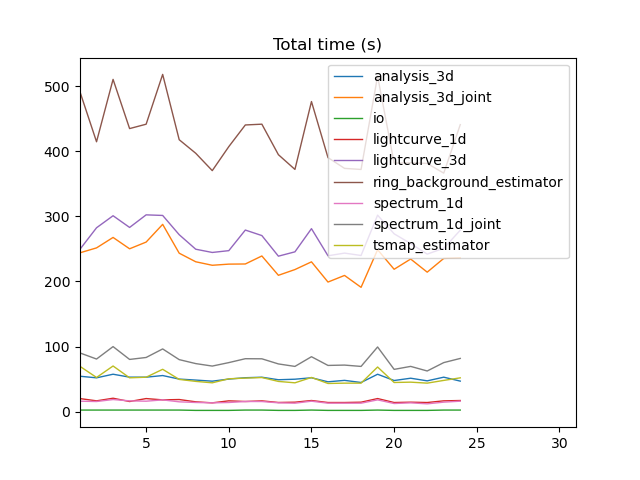 Total time (s)
500
400
300
200
100
0
analysis_3d
analysis_3d_joint
io
lightcurve_1d
lightcurve_3d
ring_background_estimator
spectrum_1d
spectrum_1d_joint
tsmap_estimator
5 10 15 20 25 30